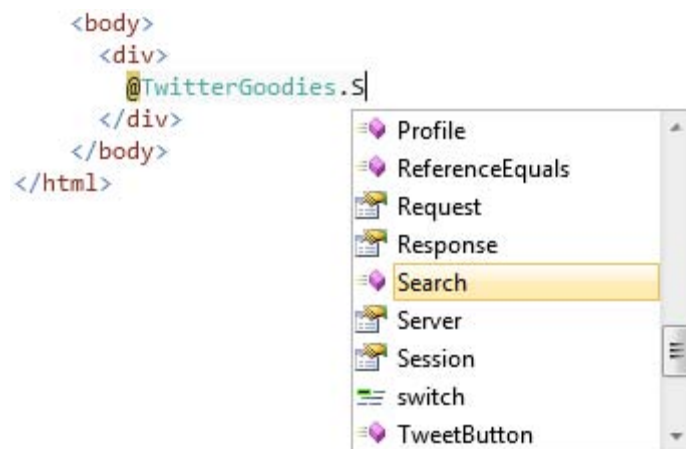 <body>
<div>
@TwitterGoodies.S
</div>
</body>
</html>
Profile
ReferenceEquals
Request
Response
Search
Server
Session
switch
TweetButton